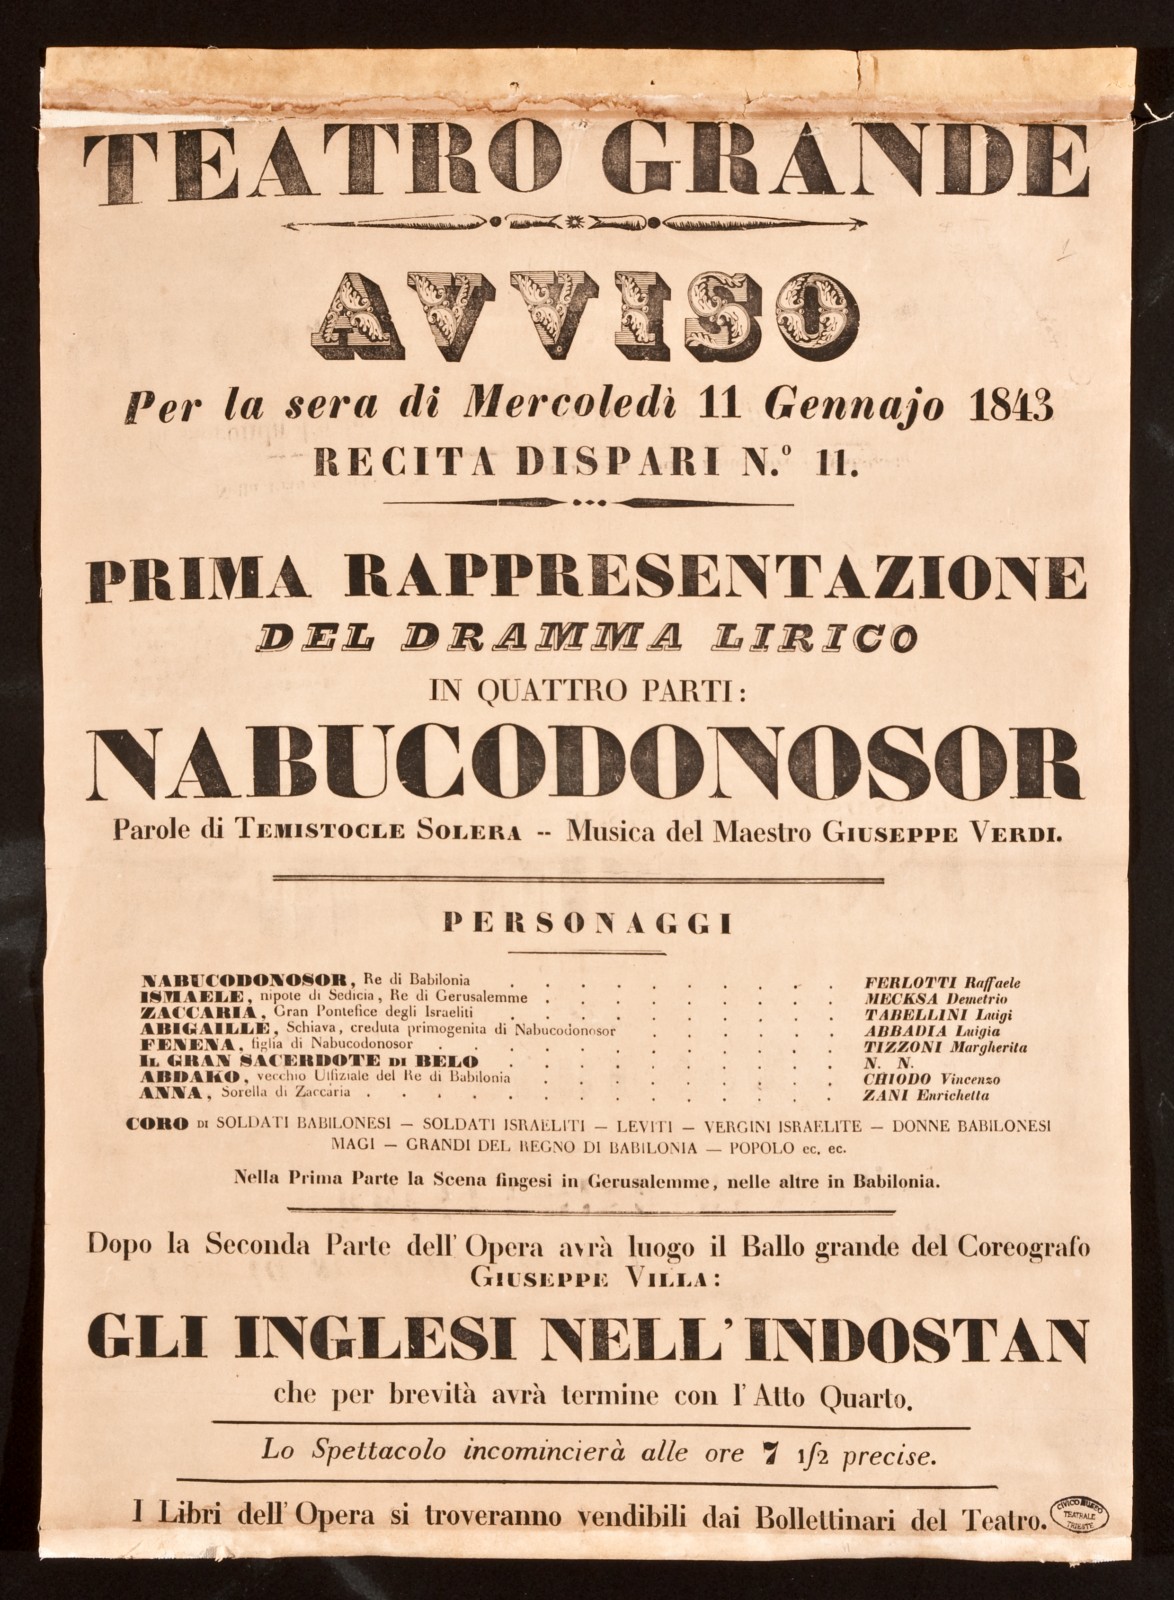 TEATRO GRANDE
AVVISO
Per la sera di Mercoledì 11 Gennajo 1843
RECITA DISPARI N.º 11.
PRIMA RAPPRESENTAZIONE
DEL DRAMMA LIRICO
IN QUATTRO PARTI:
NABUCODONOSOR
Parole di TEMISTOCLE SOLERA -- Musica del Maestro GIUSEPPE VERDI.
PERSONAGGI
NABUCODONOSOR, Re di Babilonia . . . . . . . . . . . FERLOTTI Raffaele
ISMAELE, nipote di Sedicia, Re di Gerusalemme . . . . . . . . . MECKSA Demetrio
ZACCARIA, Gran Pontefice degli Israeliti . . . . . . . . . . TABELLINI Luigi
ABIGAILLE, Schiava, creduta primogenita di Nabucodonosor . . . . . . ABBADIA Luigia
FENENA, figlia di Nabucodonosor . . . . . . . . . . . . TIZZONI Margherita
IL GRAN SACERDOTE DI BELO . . . . . . . . . . N. N.
ABDAKO, vecchio Uffiziale del Re di Babilonia . . . . . . . . . CHIODO Vincenzo
ANNA, Sorella di Zaccaria . . . . . . . . . . . . . . ZANI Enrichetta
CORO DI SOLDATI BABILONESI — SOLDATI ISRAELITI — LEVITI — VERGINI ISRAELITE — DONNE BABILONESI
MAGI — GRANDI DEL REGNO DI BABILONIA — POPOLO ec. ec.
Nella Prima Parte la Scena fingesi in Gerusalemme, nelle altre in Babilonia.
Dopo la Seconda Parte dell' Opera avrà luogo il Ballo grande del Coreografo
GIUSEPPE VILLA:
GLI INGLESI NELL'INDOSTAN
che per brevità avrà termine con l' Atto Quarto.
Lo Spettacolo incomincierà alle ore 7 1/2 precise.
I Libri dell' Opera si troveranno vendibili dai Bollettinari del Teatro.
CIVICO MUSEO
TEATRALE
TRIESTE